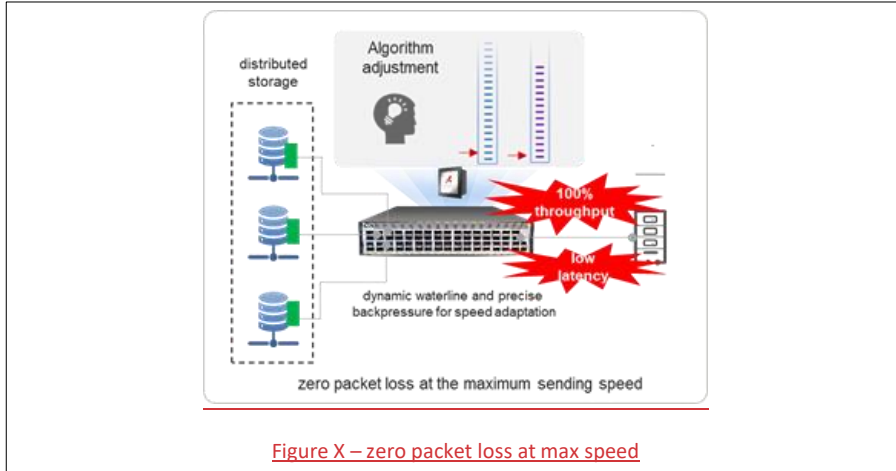 Algorithm
adjustment
distributed
storage
100%
throughput
low
latency
dynamic waterline and precise
backpressure for speed adaptation
zero packet loss at the maximum sending speed
Figure X – zero packet loss at max speed